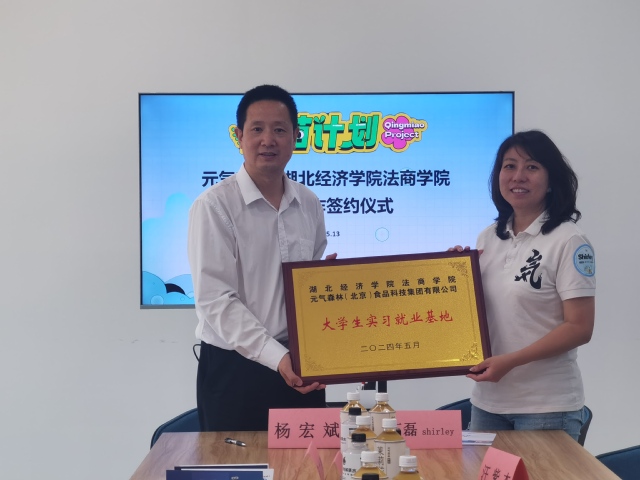 苗计划
Qingmiao
Project
元气
湖北经济学院法商学院
签约仪式
5.13
湖北经济学院法商学院
元气森林(北京)食品科技集团有限公司
大学生实习就业基地
二〇二四年五月
气
Shirley
杨宏斌
磊 shirley